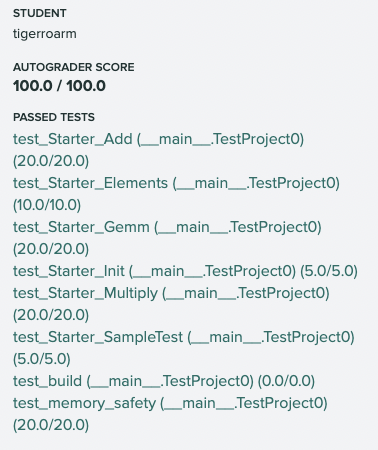 STUDENT
tigerroarm
AUTOGRADER SCORE
100.0 / 100.0
PASSED TESTS
test_Starter_Add (__main__.TestProject0)
(20.0/20.0)
test_Starter_Elements (__main__.TestProject0)
(10.0/10.0)
test_Starter_Gemm (__main__.TestProject0)
(20.0/20.0)
test_Starter_Init (__main__.TestProject0) (5.0/5.0)
test_Starter_Multiply (__main__.TestProject0)
(20.0/20.0)
test_Starter_SampleTest (__main__.TestProject0)
(5.0/5.0)
test_build (__main__.TestProject0) (0.0/0.0)
test_memory_safety (__main__.TestProject0)
(20.0/20.0)